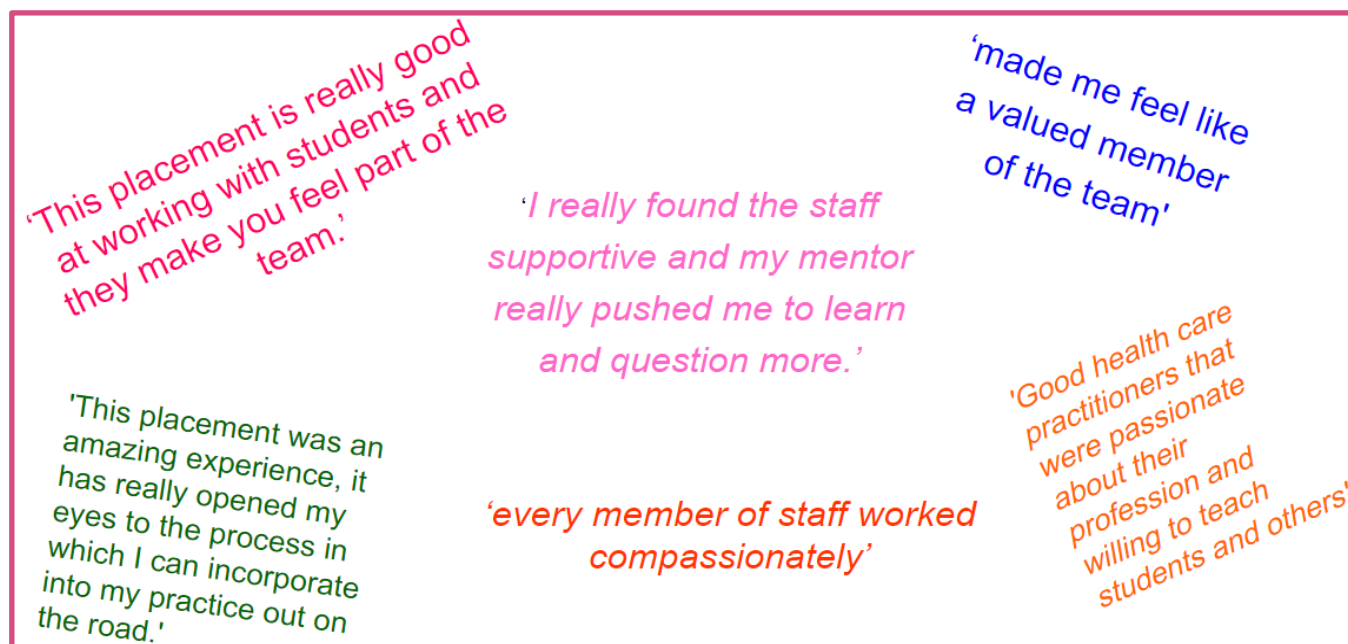 ‘This placement is really good
at working with students and
they make you feel part of the
team.’
‘made me feel like
a valued member
of the team'
‘I really found the staff
supportive and my mentor
really pushed me to learn
and question more.’
'Good health care
practitioners that
were passionate
about their
profession and
willing to teach
students and others'
'This placement was an
amazing experience, it
has really opened my
eyes to the process in
which I can incorporate
into my practice out on
the road.'
‘every member of staff worked
compassionately’